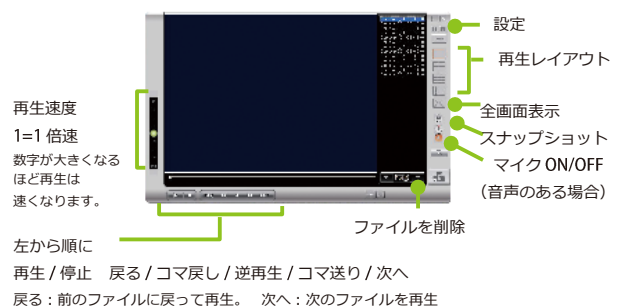 設定
再生レイアウト
再生速度
1=1 倍速
数字が大きくなる
ほど再生は
速くなります。
全画面表示
スナップショット
マイク ON/OFF
（音声のある場合）
ファイルを削除
左から順に
再生 / 停止　戻る / コマ戻し / 逆再生 / コマ送り / 次へ
戻る：前のファイルに戻って再生。　次へ：次のファイルを再生